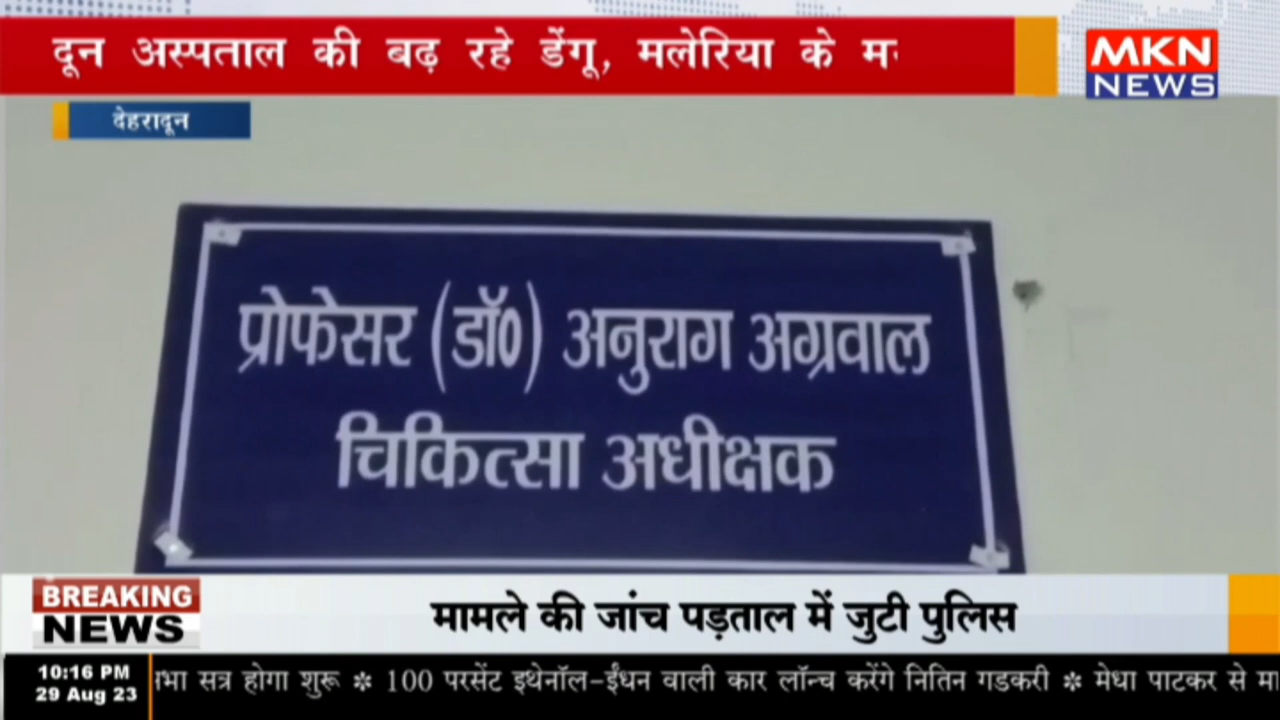 दून अस्पताल की बढ़ रहे डेंगू, मलेरिया के
MKN
NEWS
देहरादून
प्रोफेसर (डॉ०) अनुराग अग्रवाल
चिकित्सा अधीक्षक
BREAKING
NEWS
मामले की जांच पड़ताल में जुटी पुलिस
10:16 PM
29 Aug 23
सत्र होगा शुरू * 100 परसेंट इथेनॉल-ईंधन वाली कार लॉन्च करेंगे नितिन गडकरी * मेधा पाटकर से